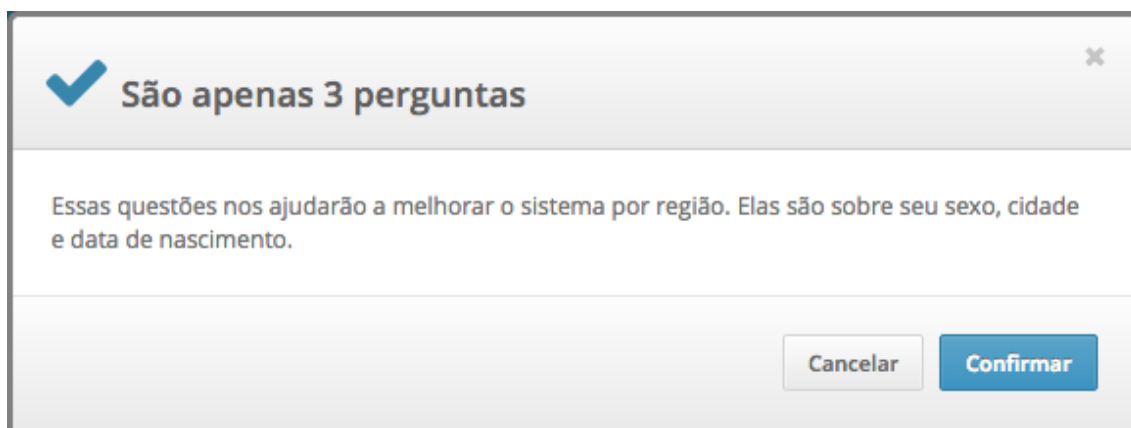 São apenas 3 perguntas
Essas questões nos ajudarão a melhorar o sistema por região. Elas são sobre seu sexo, cidade
e data de nascimento.
Cancelar
Confirmar